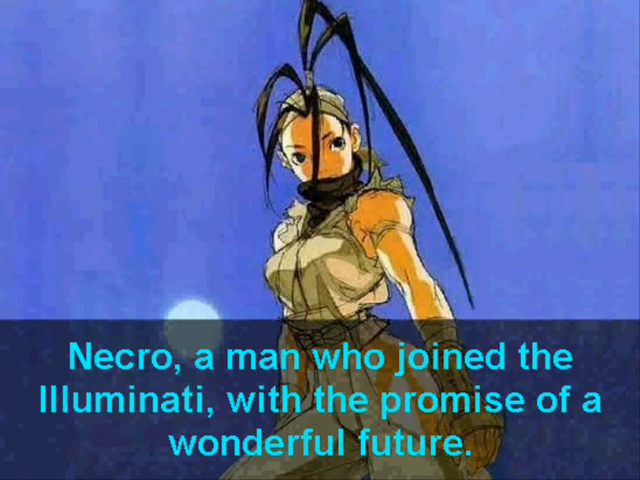 Necro, a man who joined the
Illuminati, with the promise of a
wonderful future.